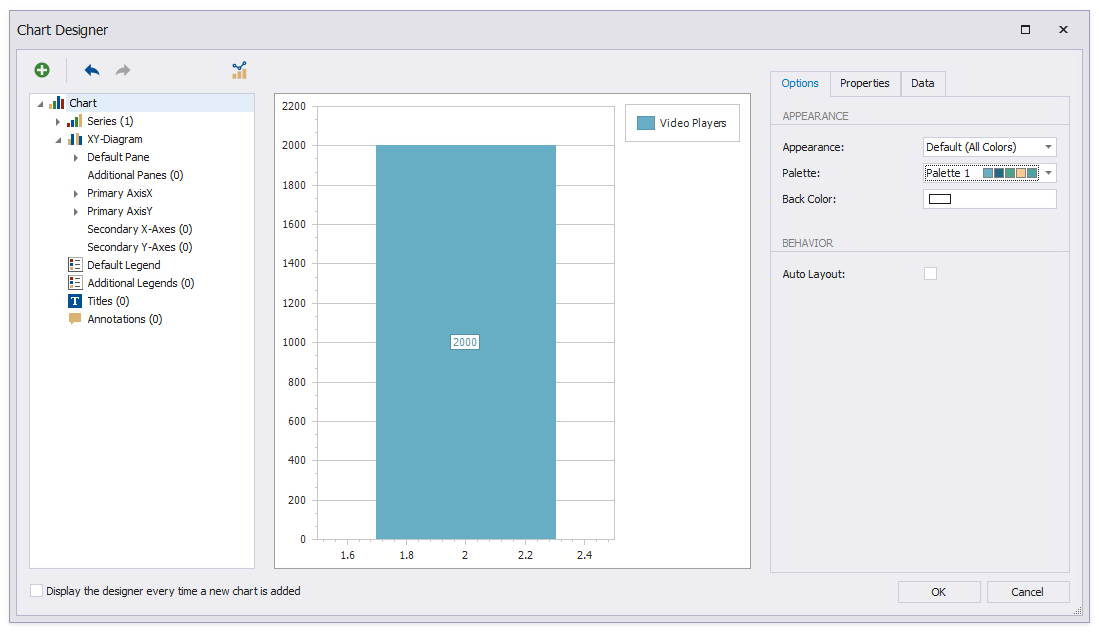 Chart Designer
Chart
Series (1)
XY-Diagram
Default Pane
Additional Panes (0)
Primary AxisX
Primary AxisY
Secondary X-Axes (0)
Secondary Y-Axes (0)
Default Legend
Additional Legends (0)
T Titles (0)
Annotations (0)
2200
2000
1800
1600
1400
1200
1000
800
600
400
200
0
2000
1.6 1.8 2 2.2 2.4
Video Players
Options Properties Data
APPEARANCE
Appearance: Default (All Colors)
Palette: Palette 1
Back Color:
BEHAVIOR
Auto Layout:
Display the designer every time a new chart is added
OK Cancel